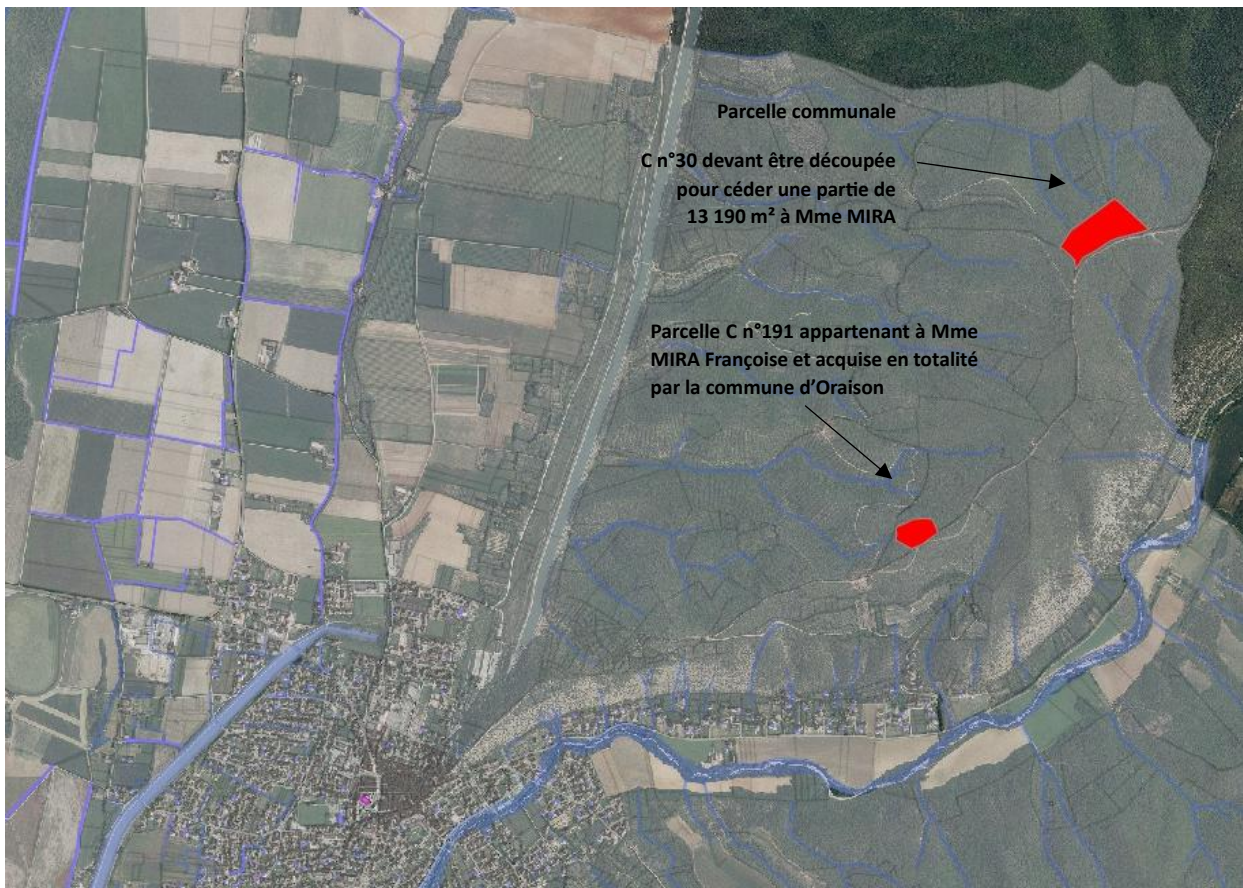 Parcelle communale
C n°30 devant être découpée
pour céder une partie de
13 190 m² à Mme MIRA
Parcelle C n°191 appartenant à Mme
MIRA Françoise et acquise en totalité
par la commune d'Oraison